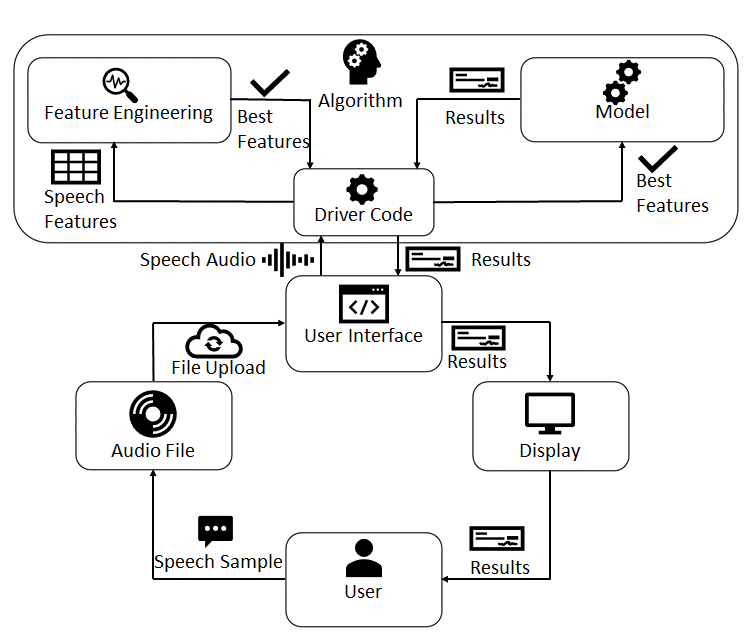 Algorithm
Feature Engineering
Best
Features
Results
Model
Speech
Features
Driver Code
Best
Features
Speech Audio
Results
</>
User Interface
File Upload
Results
Audio File
Display
Speech Sample
Results
User